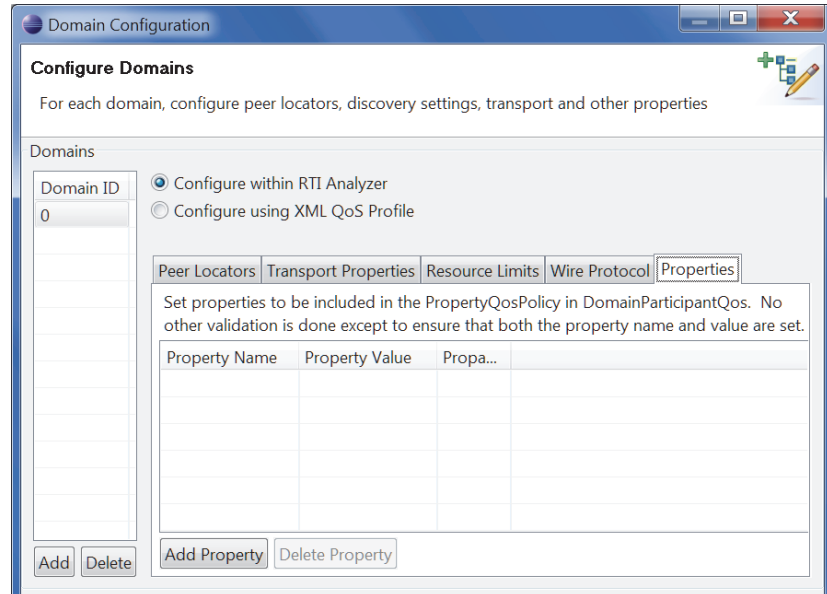 Domain Configuration
Configure Domains
For each domain, configure peer locators, discovery settings, transport and other properties
Domains
Domain ID
0
Configure within RTI Analyzer
Configure using XML QoS Profile
Peer Locators Transport Properties Resource Limits Wire Protocol Properties
Set properties to be included in the PropertyQosPolicy in DomainParticipantQos. No
other validation is done except to ensure that both the property name and value are set.
Property Name Property Value Propa...
Add Property Delete Property
Add Delete